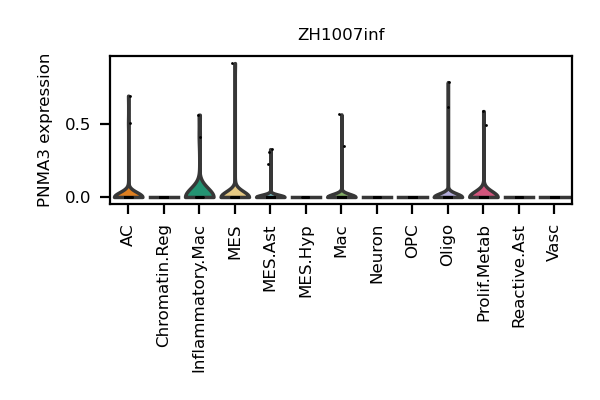 ZH1007inf
PNMA3 expression
0.5
0.0
AC
Chromatin.Reg
Inflammatory.Mac
MES
MES.Ast
MES.Hyp
Mac
Neuron
OPC
Oligo
Prolif.Metab
Reactive.Ast
Vasc